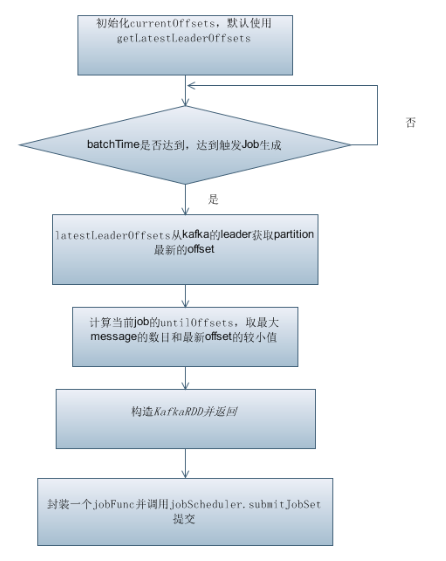 初始化currentOffsets，默认使用
getLatestLeaderOffsets
否
batchTime是否达到，达到触发Job生成
是
latestLeaderOffsets从kafka的leader获取partition
最新的offset
计算当前job的untilOffsets，取最大
message的数目和最新offset的较小值
构造KafkaRDD并返回
封装一个jobFunc并调用jobScheduler.submitJobSet
提交